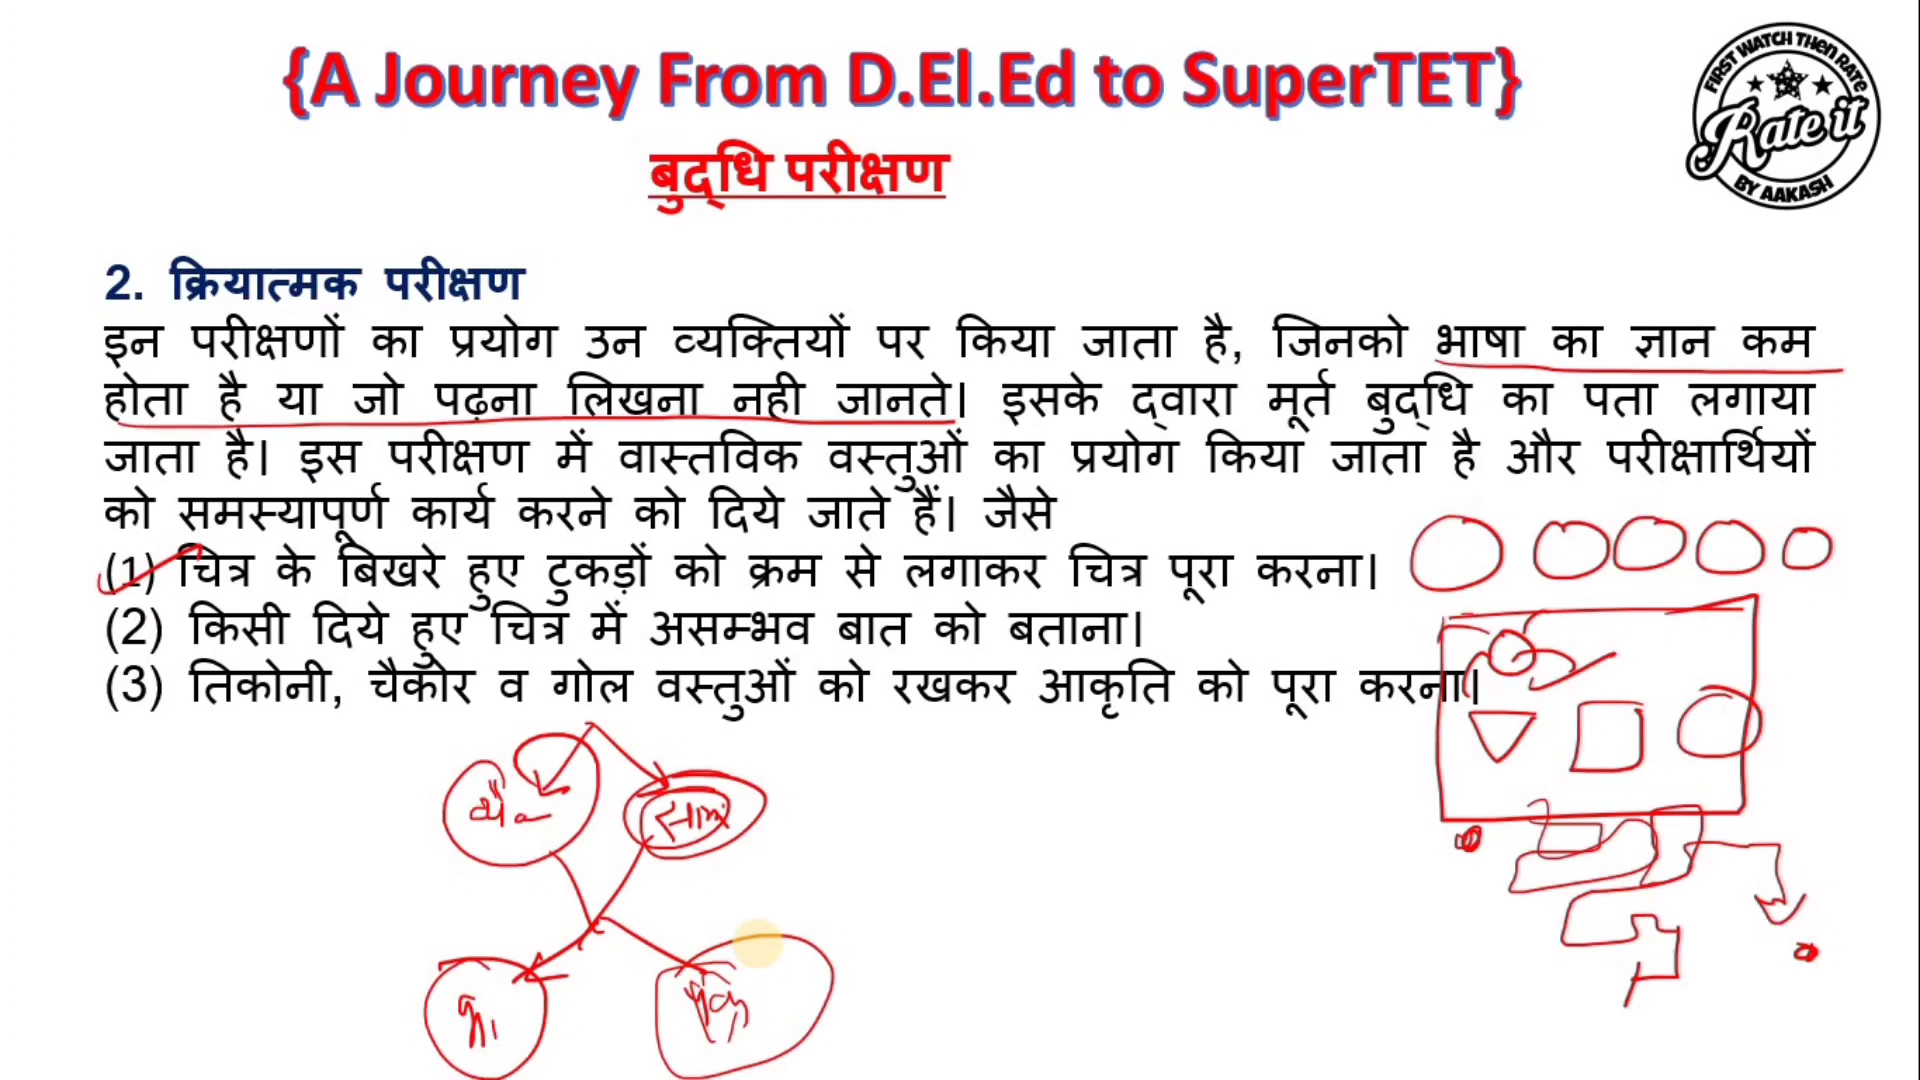 {A Journey From D.El.Ed to SuperTET}
FIRST WATCH THEN RATE
Rate it
BY AAKASH
बुद्धि परीक्षण
2. क्रियात्मक परीक्षण
इन परीक्षणों का प्रयोग उन व्यक्तियों पर किया जाता है, जिनको भाषा का ज्ञान कम
होता है या जो पढ़ना लिखना नही जानते। इसके द्वारा मूर्त बुद्धि का पता लगाया
जाता है। इस परीक्षण में वास्तविक वस्तुओं का प्रयोग किया जाता है और परीक्षार्थियों
को समस्यापूर्ण कार्य करने को दिये जाते हैं। जैसे
(1) चित्र के बिखरे हुए टुकड़ों को क्रम से लगाकर चित्र पूरा करना।
(2) किसी दिये हुए चित्र में असम्भव बात को बताना।
(3) तिकोनी, चैकोर व गोल वस्तुओं को रखकर आकृति को पूरा करना।